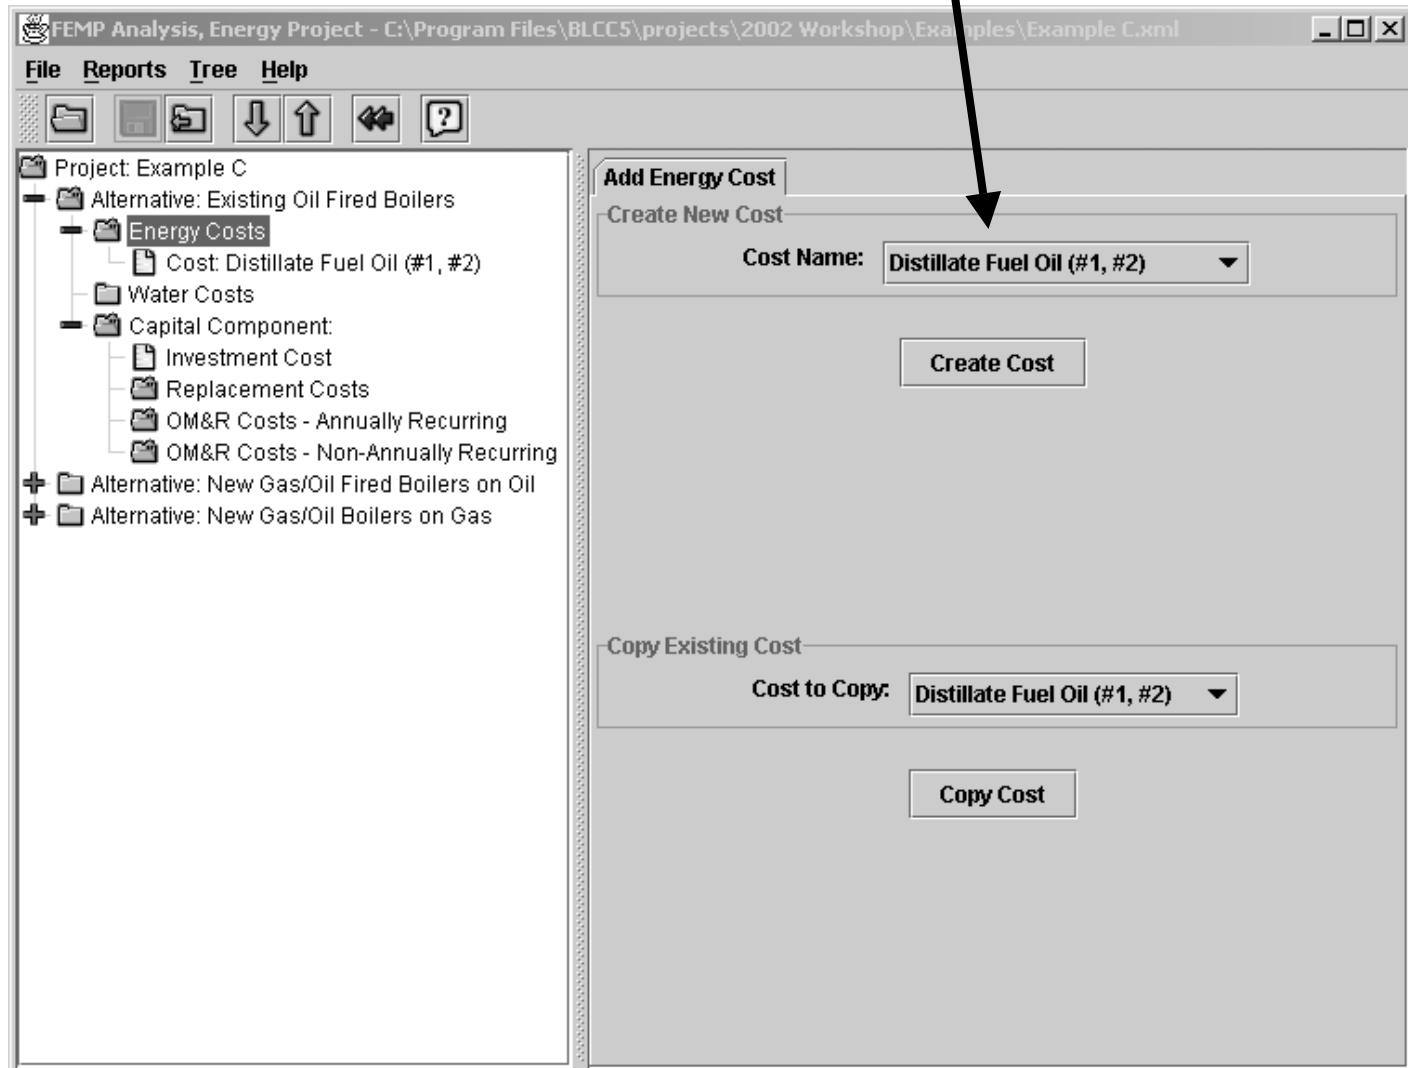 FEMP Analysis, Energy Project - C:\Program Files\BLCC5\projects\2002 Workshop\Examples\Example C.xml
File Reports Tree Help
Project: Example C
Alternative: Existing Oil Fired Boilers
Energy Costs
Cost: Distillate Fuel Oil (#1, #2)
Water Costs
Capital Component:
Investment Cost
Replacement Costs
OM&R Costs - Annually Recurring
OM&R Costs - Non-Annually Recurring
Alternative: New Gas/Oil Fired Boilers on Oil
Alternative: New Gas/Oil Boilers on Gas
Add Energy Cost
Create New Cost
Cost Name: Distillate Fuel Oil (#1, #2)
Create Cost
Copy Existing Cost
Cost to Copy: Distillate Fuel Oil (#1, #2)
Copy Cost